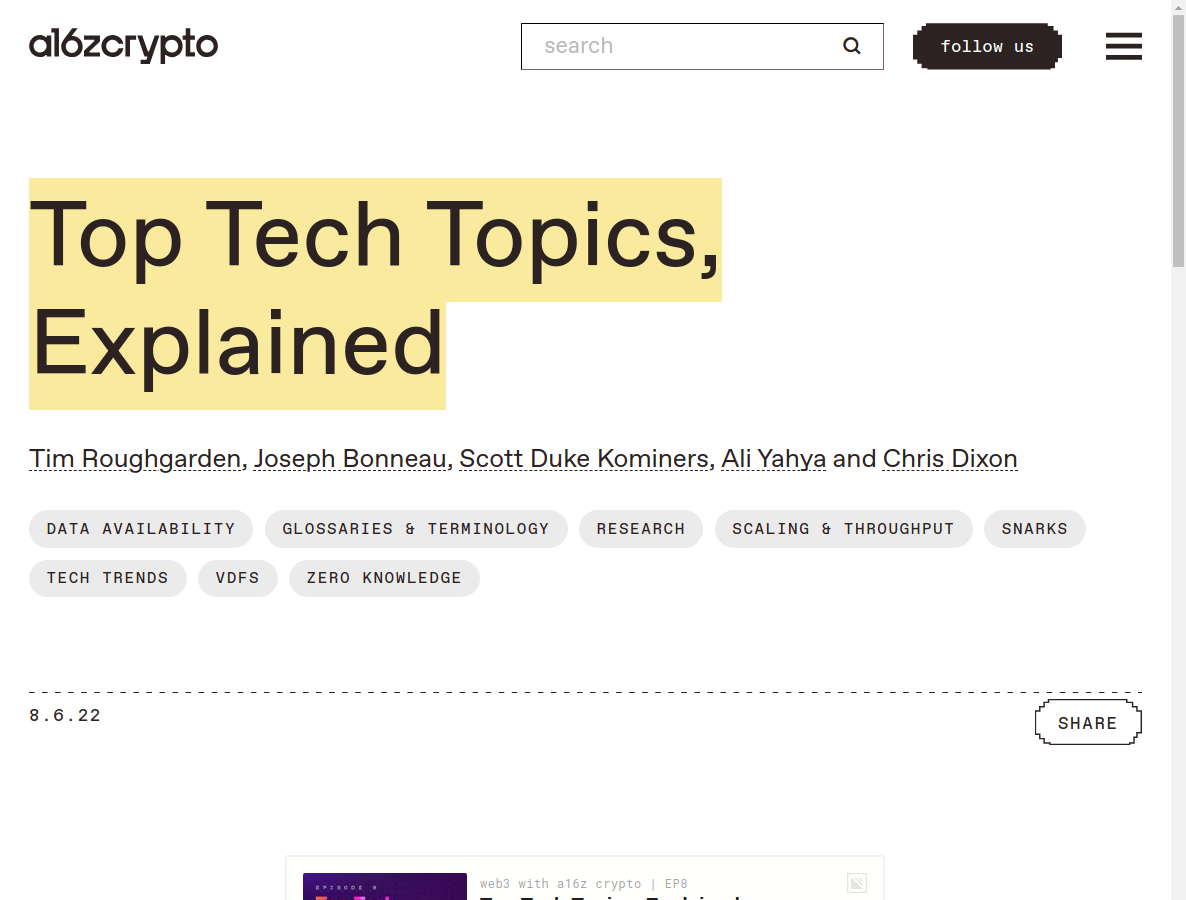 a16zcrypto
search
follow us
Top Tech Topics,
Explained
Tim Roughgarden, Joseph Bonneau, Scott Duke Kominers, Ali Yahya and Chris Dixon
DATA AVAILABILITY GLOSSARIES & TERMINOLOGY RESEARCH SCALING & THROUGHPUT SNARKS
TECH TRENDS VDFS ZERO KNOWLEDGE
8.6.22
SHARE
EPISODE 8
web3 with a16z crypto | EP8